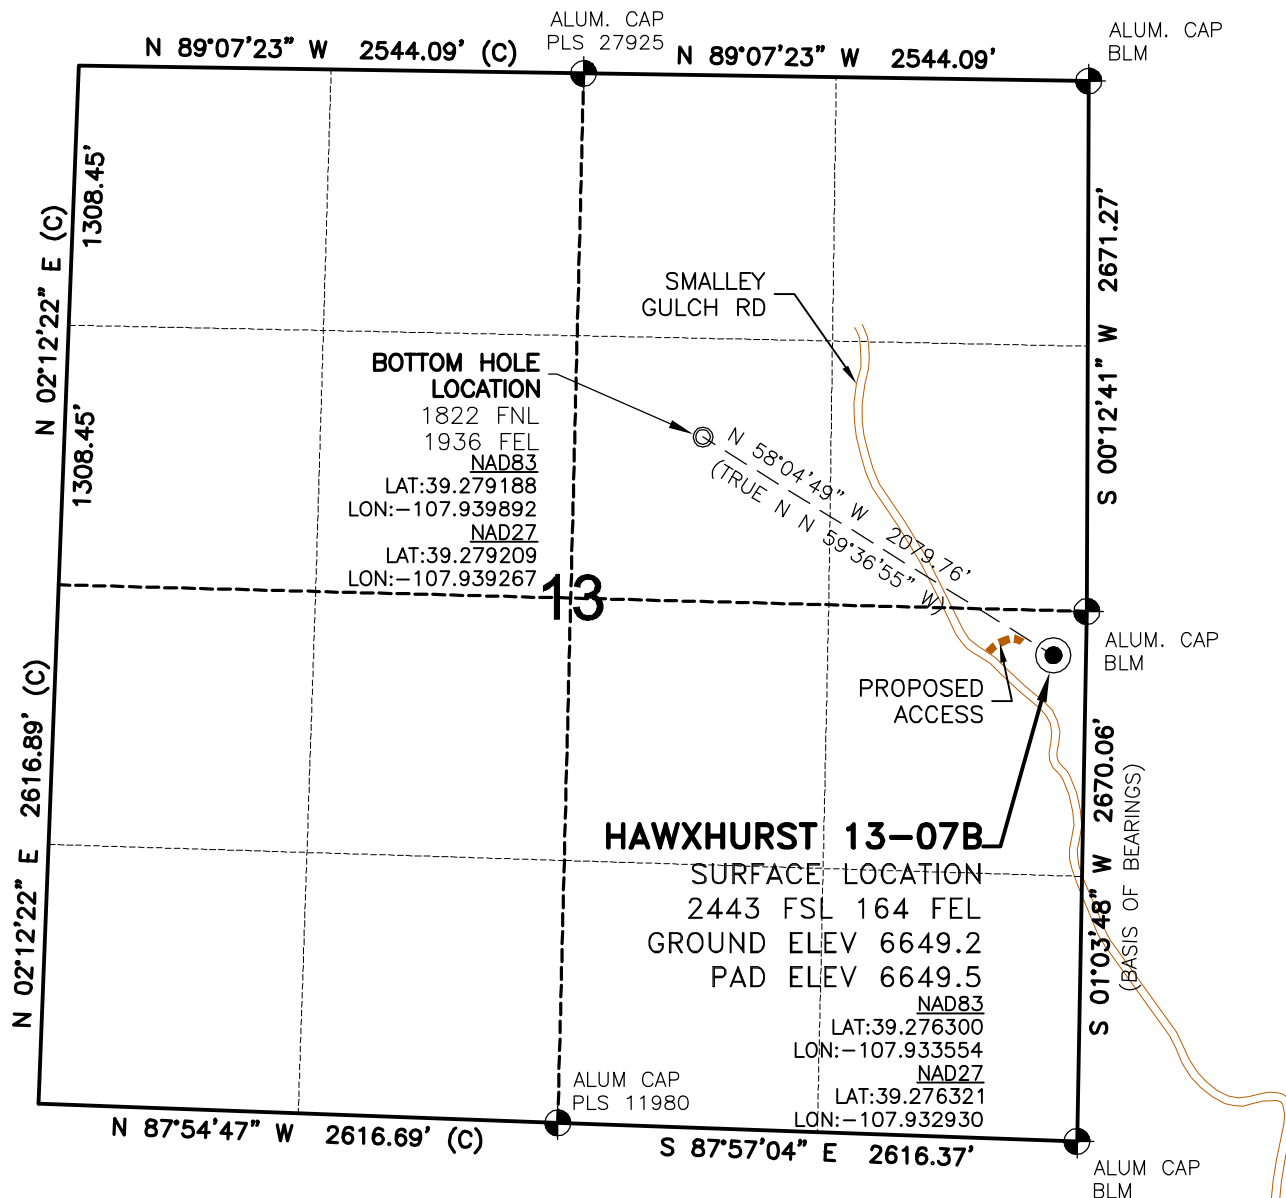 ALUM. CAP
PLS 27925
ALUM. CAP
BLM
N 89°07'23" W 2544.09' (C)
N 89°07'23" W 2544.09'
1308.45'
N 02°12'22" E (C)
1308.45'
2671.27'
S 00°12'41" W
SMALLEY
GULCH RD
BOTTOM HOLE
LOCATION
1822 FNL
1936 FEL
NAD83
LAT:39.279188
LON:-107.939892
NAD27
LAT:39.279209
LON:-107.939267
N 58°04'49" W 2079.76'
(TRUE N N 59°36'55" W)
13
ALUM. CAP
BLM
PROPOSED
ACCESS
N 02°12'22" E 2616.89' (C)
S 01°03'48" W 2670.06'
(BASIS OF BEARINGS)
HAWXHURST 13-07B
SURFACE LOCATION
2443 FSL 164 FEL
GROUND ELEV 6649.2
PAD ELEV 6649.5
NAD83
LAT:39.276300
LON:-107.933554
NAD27
LAT:39.276321
LON:-107.932930
ALUM CAP
PLS 11980
N 87°54'47" W 2616.69' (C)
S 87°57'04" E 2616.37'
ALUM CAP
BLM